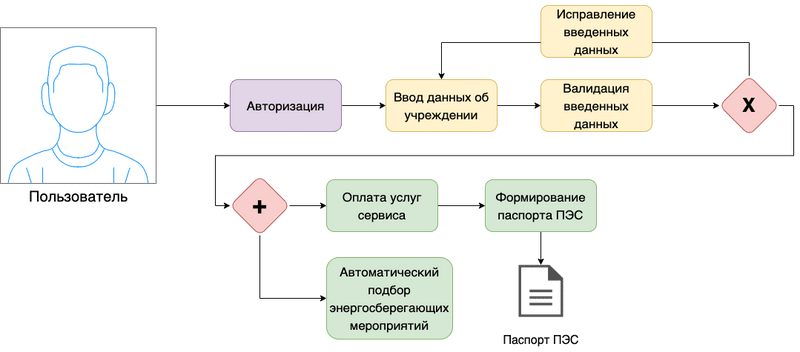 Исправление
введенных
данных
Авторизация
Ввод данных об
учреждении
Валидация
введенных
данных
X
Пользователь
+
Оплата услуг
сервиса
Формирование
паспорта ПЭС
Автоматический
подбор
энергосберегающих
мероприятий
Паспорт ПЭС